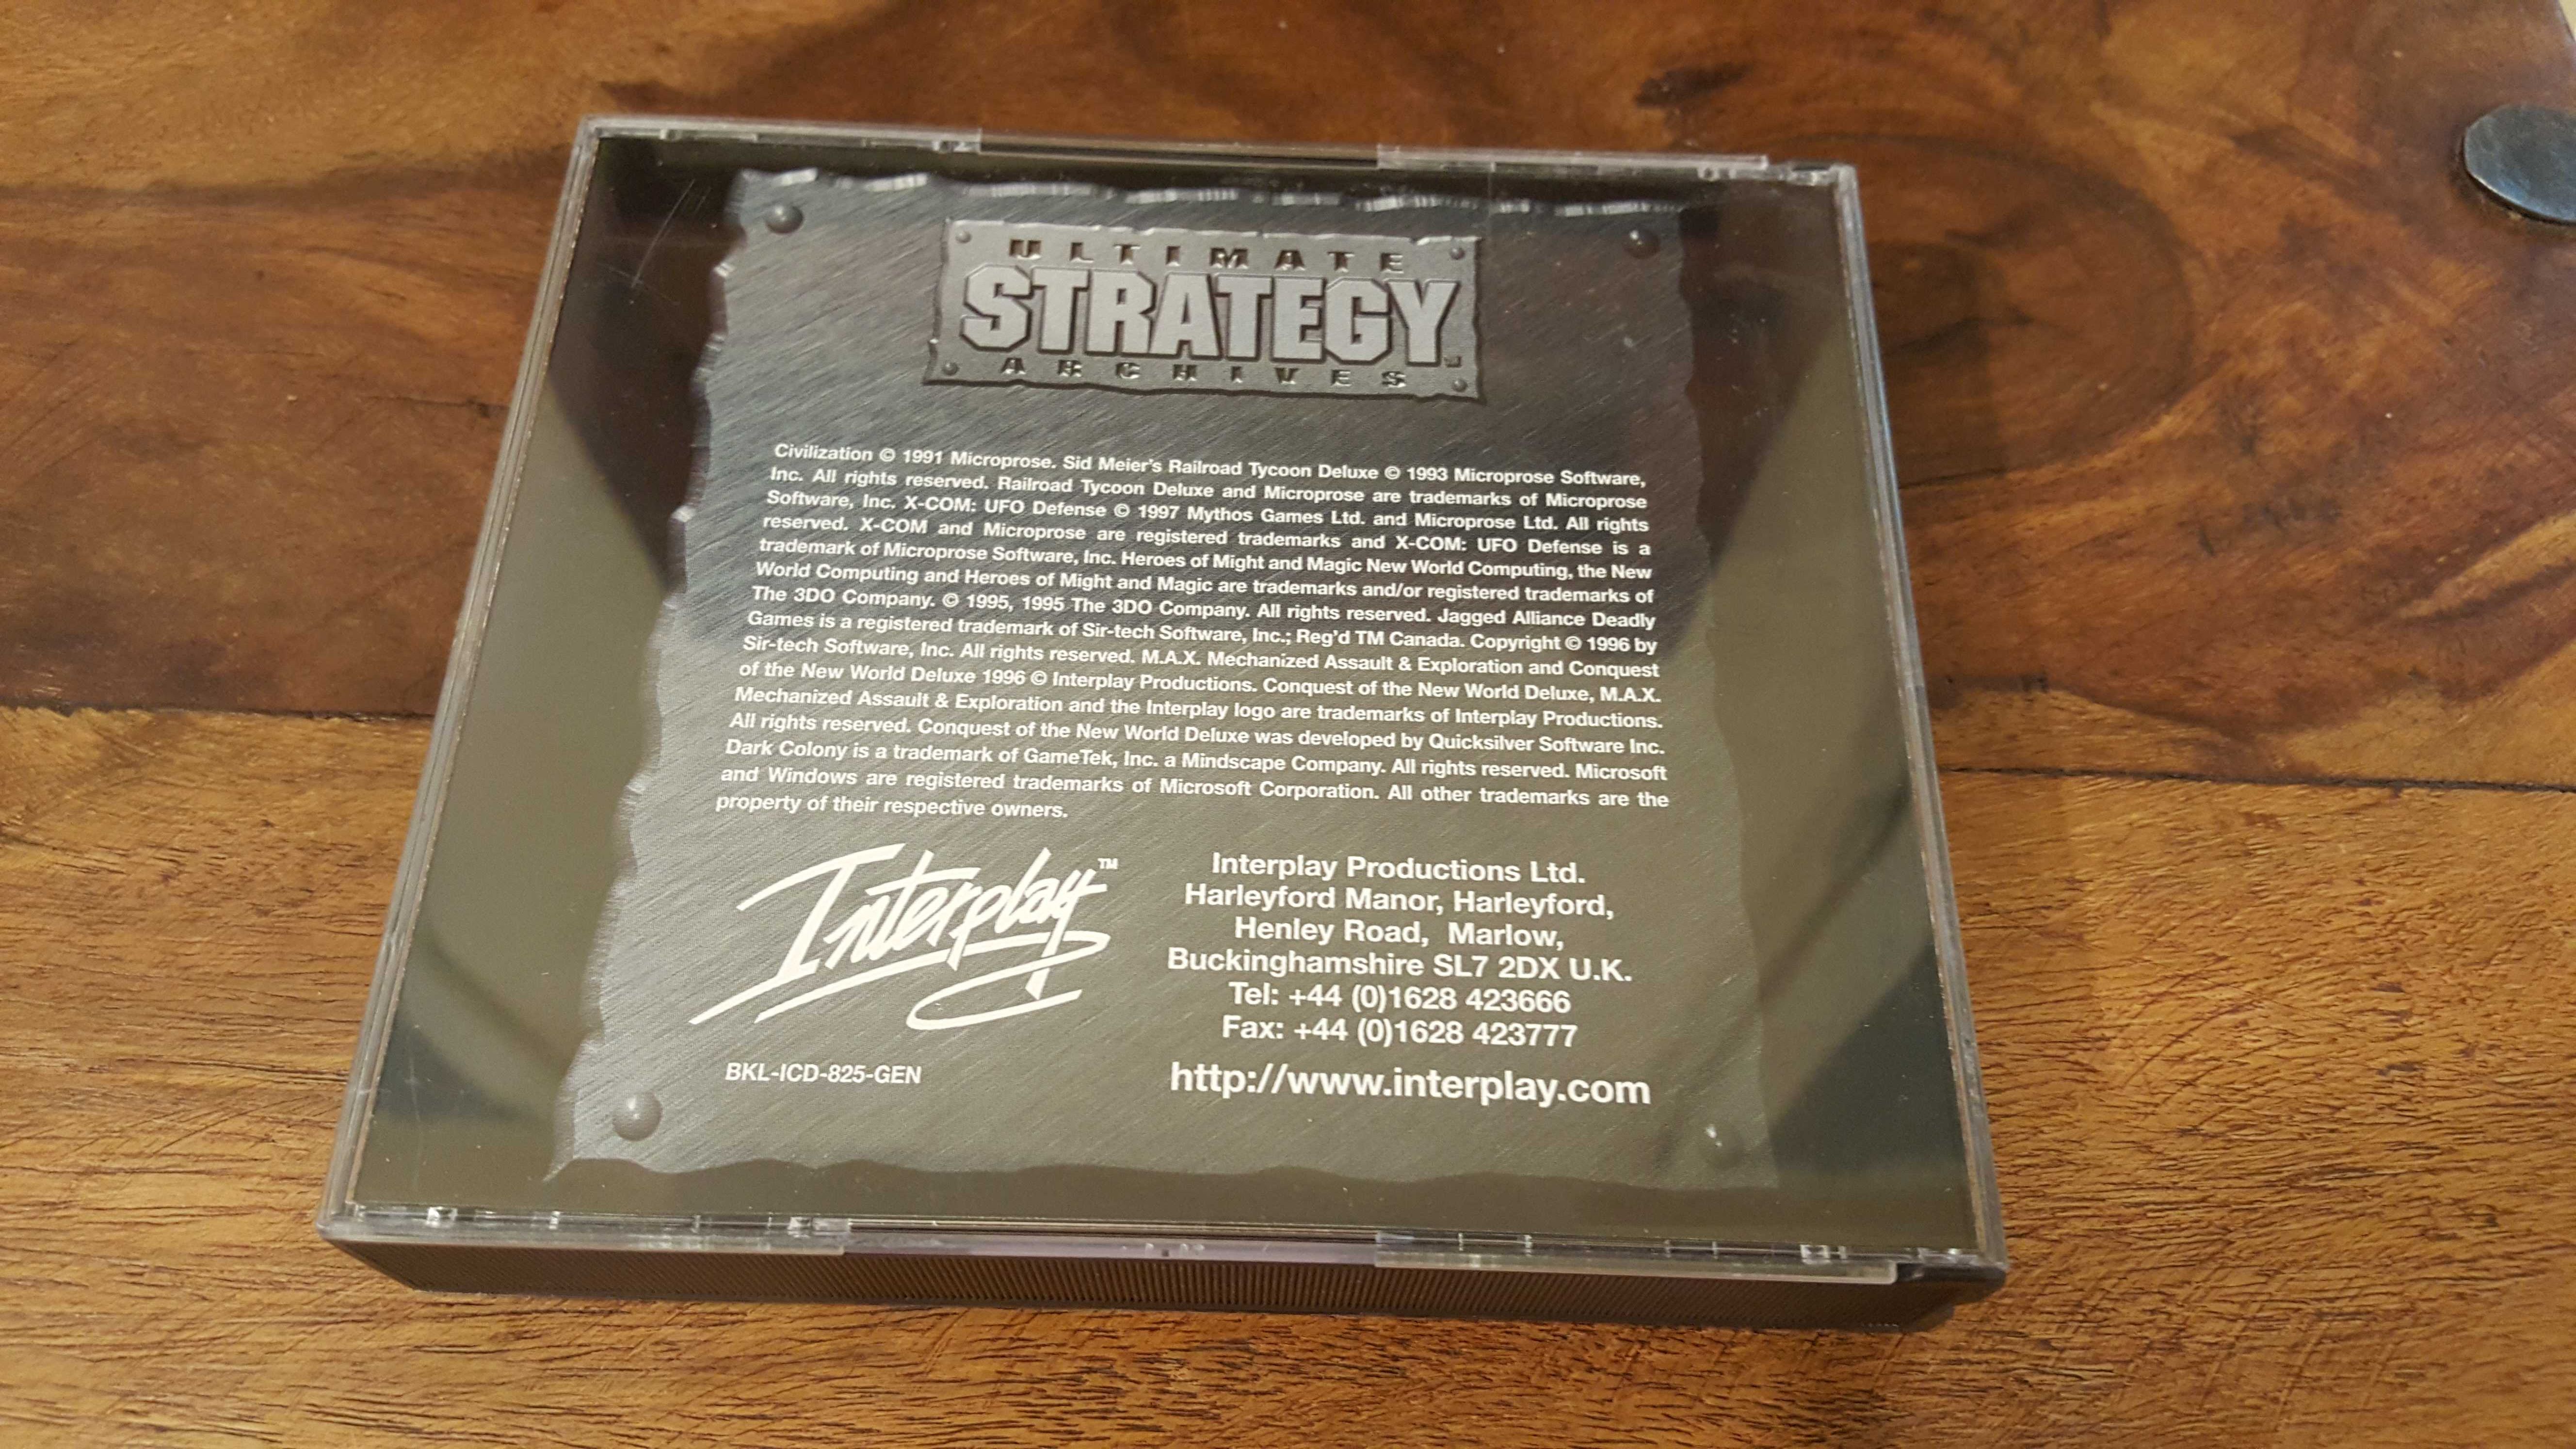 ULTIMATE
STRATEGY™
ARCHIVES
Civilization © 1991 Microprose. Sid Meier's Railroad Tycoon Deluxe © 1993 Microprose Software,
Inc. All rights reserved. Railroad Tycoon Deluxe and Microprose are trademarks of Microprose
Software, Inc. X-COM: UFO Defense © 1997 Mythos Games Ltd. and Microprose Ltd. All rights
reserved. X-COM and Microprose are registered trademarks and X-COM: UFO Defense is a
trademark of Microprose Software, Inc. Heroes of Might and Magic New World Computing, the New
World Computing and Heroes of Might and Magic are trademarks and/or registered trademarks of
The 3DO Company. © 1995, 1995 The 3DO Company. All rights reserved. Jagged Alliance Deadly
Games is a registered trademark of Sir-tech Software, Inc.; Reg'd TM Canada. Copyright © 1996 by
Sir-tech Software, Inc. All rights reserved. M.A.X. Mechanized Assault & Exploration and Conquest
of the New World Deluxe 1996 © Interplay Productions. Conquest of the New World Deluxe, M.A.X.
Mechanized Assault & Exploration and the Interplay logo are trademarks of Interplay Productions.
All rights reserved. Conquest of the New World Deluxe was developed by Quicksilver Software Inc.
Dark Colony is a trademark of GameTek, Inc. a Mindscape Company. All rights reserved. Microsoft
and Windows are registered trademarks of Microsoft Corporation. All other trademarks are the
property of their respective owners.
Interplay™
BKL-ICD-825-GEN
Interplay Productions Ltd.
Harleyford Manor, Harleyford,
Henley Road, Marlow,
Buckinghamshire SL7 2DX U.K.
Tel: +44 (0)1628 423666
Fax: +44 (0)1628 423777
http://www.interplay.com